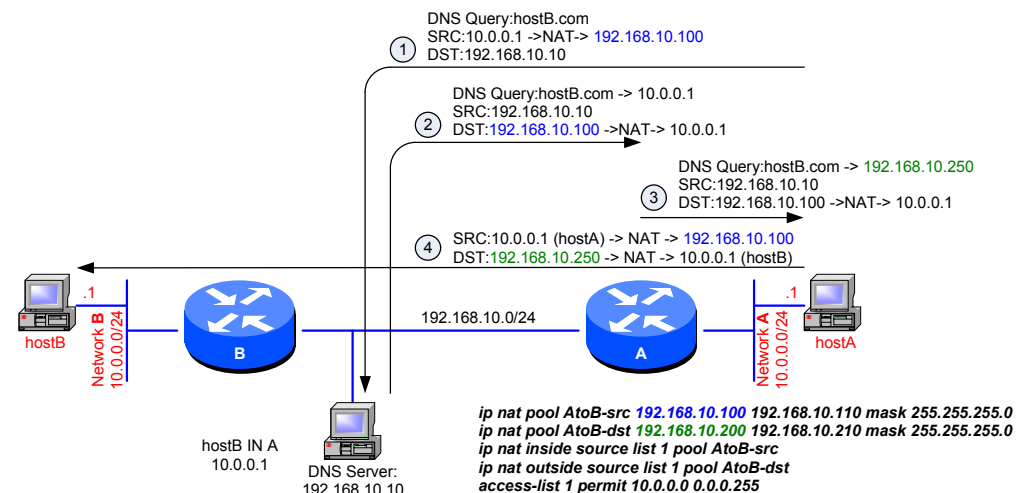 DNS Query:hostB.com
SRC:10.0.0.1 ->NAT-> 192.168.10.100
1
DST:192.168.10.10
DNS Query:hostB.com -> 10.0.0.1
SRC:192.168.10.10
2
DST:192.168.10.100 ->NAT-> 10.0.0.1
DNS Query:hostB.com -> 192.168.10.250
SRC:192.168.10.10
3
DST:192.168.10.100 ->NAT-> 10.0.0.1
4
SRC:10.0.0.1 (hostA) -> NAT -> 192.168.10.100
DST:192.168.10.250 -> NAT -> 10.0.0.1 (hostB)
.1
hostB
Network B
10.0.0.0/24
B
192.168.10.0/24
A
Network A
10.0.0.0/24
.1
hostA
hostB IN A
10.0.0.1
DNS Server:
192.168.10.10
ip nat pool AtoB-src 192.168.10.100 192.168.10.110 mask 255.255.255.0
ip nat pool AtoB-dst 192.168.10.200 192.168.10.210 mask 255.255.255.0
ip nat inside source list 1 pool AtoB-src
ip nat outside source list 1 pool AtoB-dst
access-list 1 permit 10.0.0.0 0.0.0.255